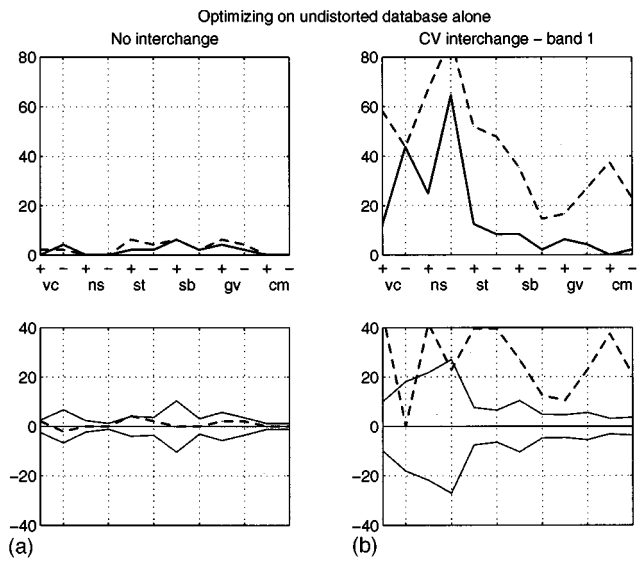 Optimizing on undistorted database alone
No interchange
CV interchange – band 1
80
60
40
20
0
+ − + − + − + − + − + −
vc ns st sb gv cm
80
60
40
20
0
+ − + − + − + − + − + −
vc ns st sb gv cm
40
20
0
−20
−40
(a)
40
20
0
−20
−40
(b)